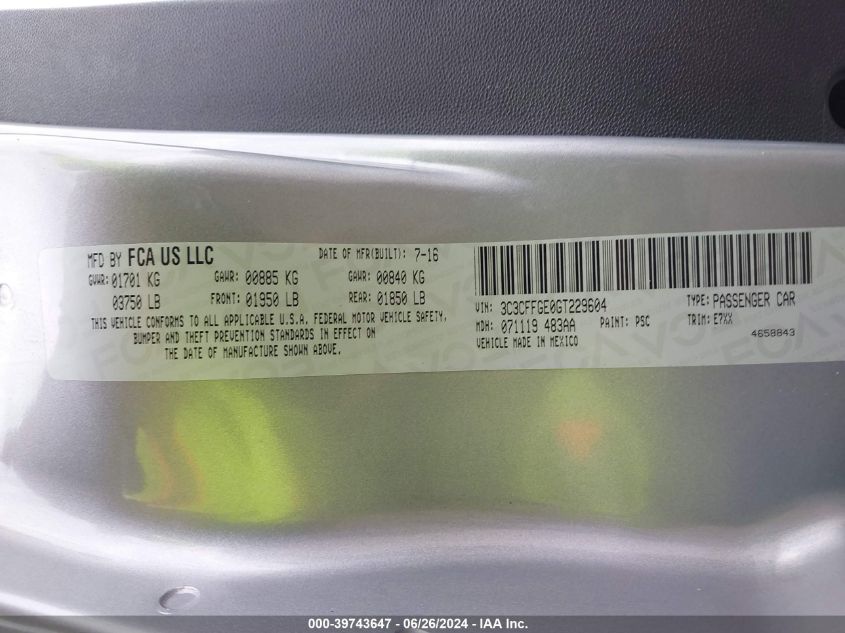 MFD BY FCA US LLC DATE OF MFR(BUILT): 7-16
GVWR: 01701 KG GAWR: 00885 KG GAWR: 00840 KG
03750 LB FRONT: 01950 LB REAR: 01850 LB
THIS VEHICLE CONFORMS TO ALL APPLICABLE U.S.A. FEDERAL MOTOR VEHICLE SAFETY,
BUMPER AND THEFT PREVENTION STANDARDS IN EFFECT ON
THE DATE OF MANUFACTURE SHOWN ABOVE.
VIN: 3C3CFFGE0GT229604 TYPE: PASSENGER CAR
MDH: 071119 483AA PAINT: PSC TRIM: E7XX
VEHICLE MADE IN MEXICO 4658843
000-39743647 - 06/26/2024 - IAA Inc.